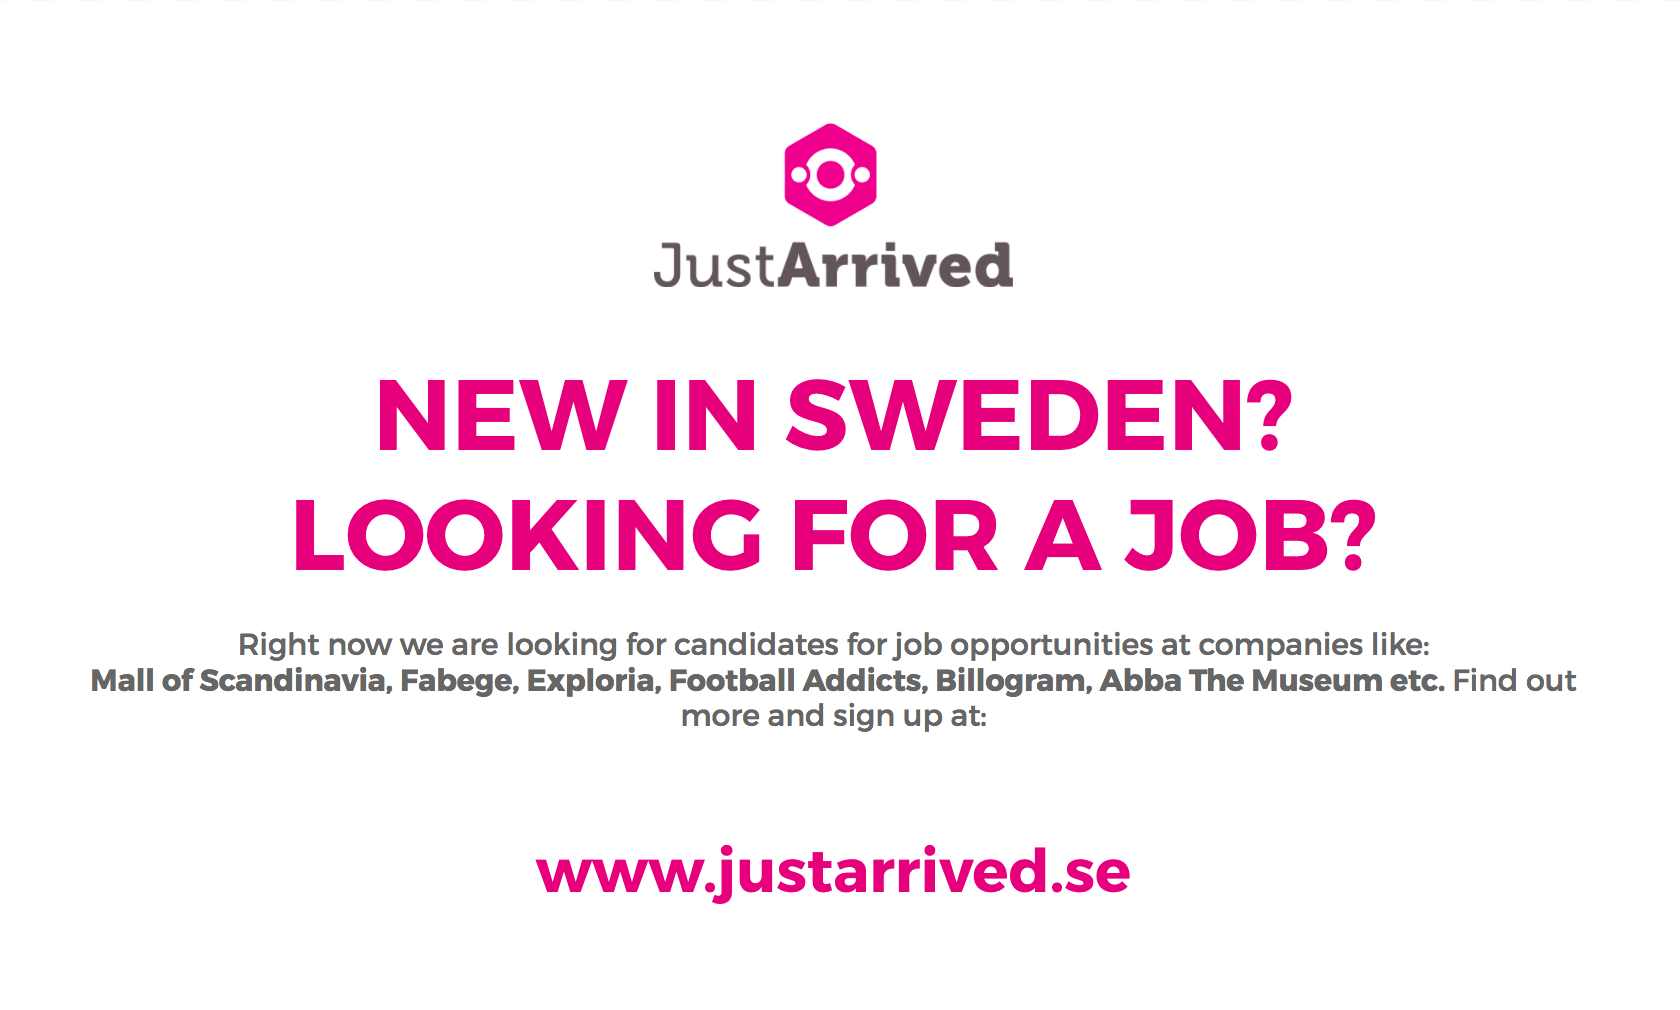 JustArrived
NEW IN SWEDEN?
LOOKING FOR A JOB?
Right now we are looking for candidates for job opportunities at companies like:
Mall of Scandinavia, Fabege, Exploria, Football Addicts, Billogram, Abba The Museum etc. Find out
more and sign up at:
www.justarrived.se